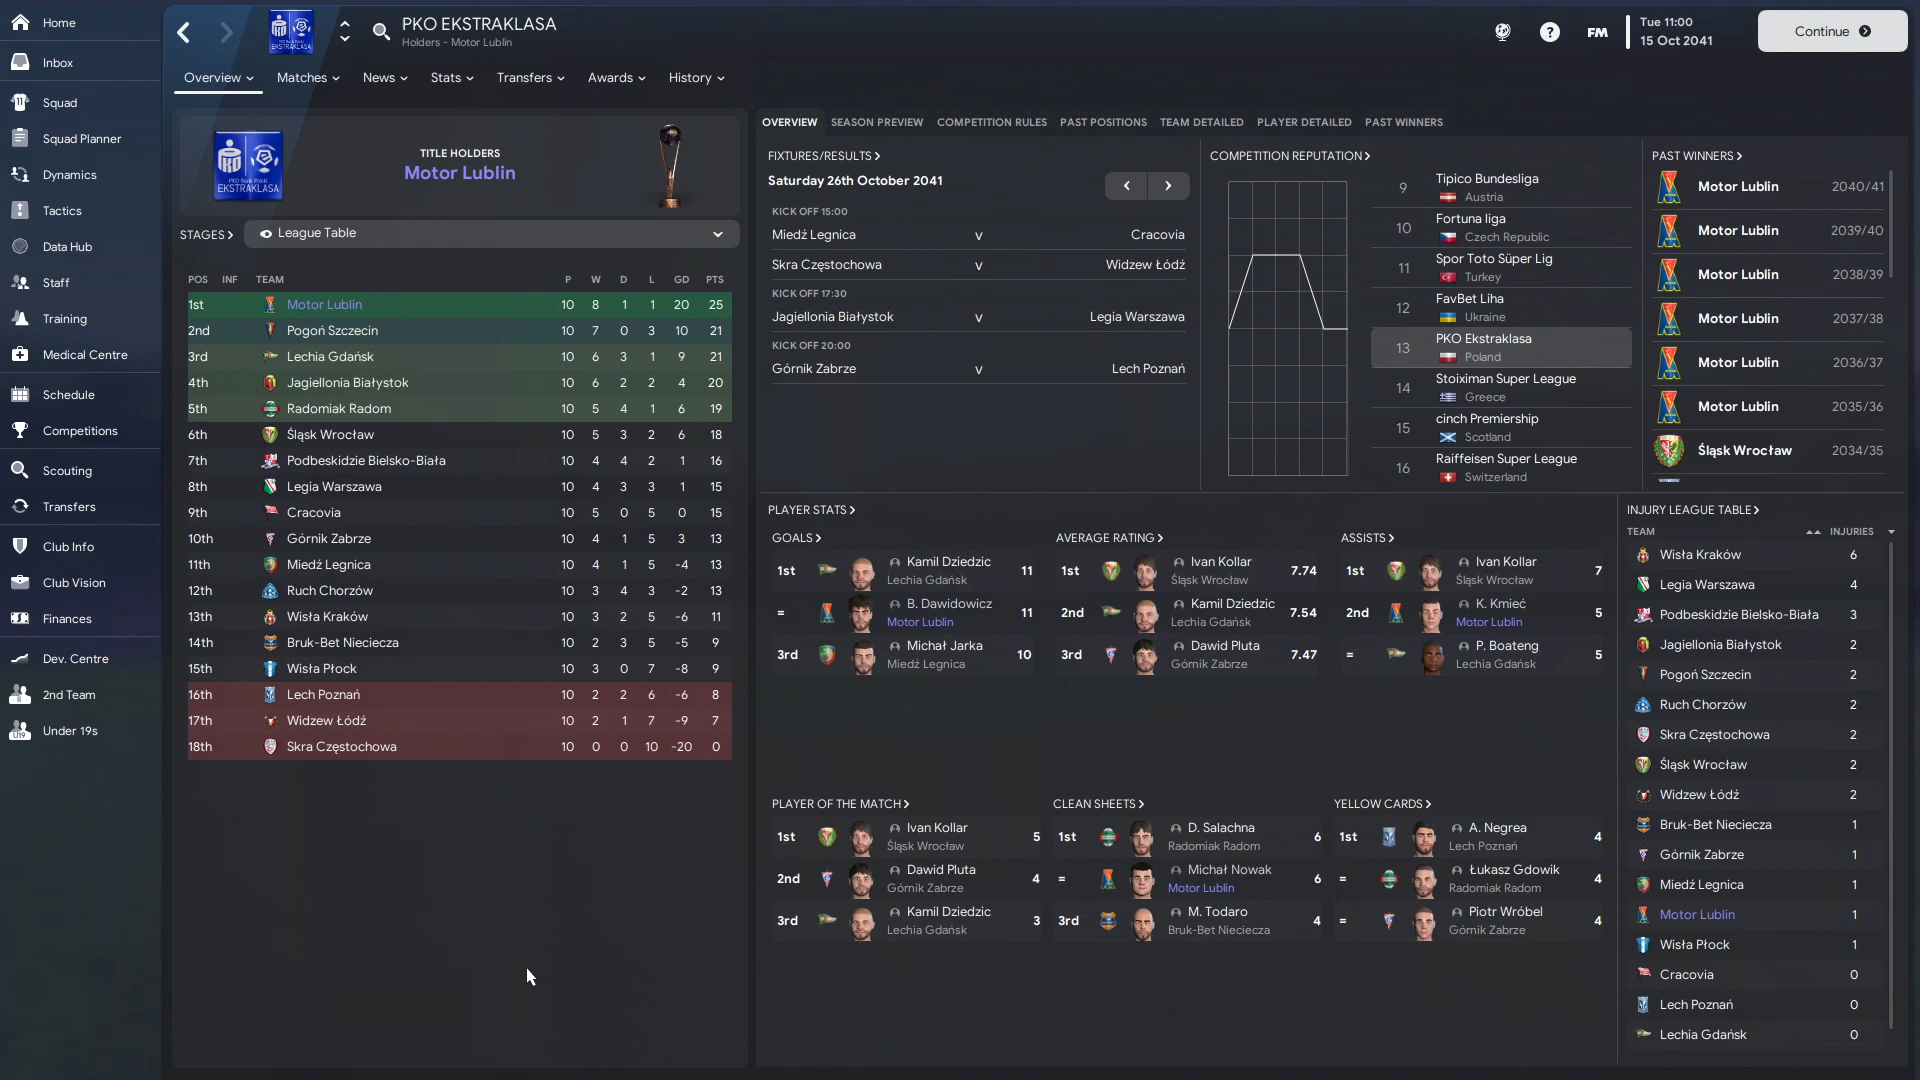 Home
Inbox
Squad
Squad Planner
Dynamics
Tactics
Data Hub
Staff
Training
Medical Centre
Schedule
Competitions
Scouting
Transfers
Club Info
Club Vision
Finances
Dev. Centre
2nd Team
Under 19s
PKO EKSTRAKLASA
Holders - Motor Lublin
FM
Tue 11:00
15 Oct 2041
Continue
Overview Matches News Stats Transfers Awards History
TITLE HOLDERS
Motor Lublin
STAGES League Table
POS INF TEAM P W D L GD PTS
1st Motor Lublin 10 8 1 1 20 25
2nd Pogoń Szczecin 10 7 0 3 10 21
3rd Lechia Gdańsk 10 6 3 1 9 21
4th Jagiellonia Białystok 10 6 2 2 4 20
5th Radomiak Radom 10 5 4 1 6 19
6th Śląsk Wrocław 10 5 3 2 6 18
7th Podbeskidzie Bielsko-Biała 10 4 4 2 1 16
8th Legia Warszawa 10 4 3 3 1 15
9th Cracovia 10 5 0 5 0 15
10th Górnik Zabrze 10 4 1 5 3 13
11th Miedź Legnica 10 4 1 5 -4 13
12th Ruch Chorzów 10 3 4 3 -2 13
13th Wisła Kraków 10 3 2 5 -6 11
14th Bruk-Bet Nieciecza 10 2 3 5 -5 9
15th Wisła Płock 10 3 0 7 -8 9
16th Lech Poznań 10 2 2 6 -6 8
17th Widzew Łódź 10 2 1 7 -9 7
18th Skra Częstochowa 10 0 0 10 -20 0
OVERVIEW SEASON PREVIEW COMPETITION RULES PAST POSITIONS TEAM DETAILED PLAYER DETAILED PAST WINNERS
FIXTURES/RESULTS
Saturday 26th October 2041
KICK OFF 15:00
Miedź Legnica v Cracovia
Skra Częstochowa v Widzew Łódź
KICK OFF 17:30
Jagiellonia Białystok v Legia Warszawa
KICK OFF 20:00
Górnik Zabrze v Lech Poznań
COMPETITION REPUTATION
9 Tipico Bundesliga
Austria
10 Fortuna liga
Czech Republic
11 Spor Toto Süper Lig
Turkey
12 FavBet Liha
Ukraine
13 PKO Ekstraklasa
Poland
14 Stoiximan Super League
Greece
15 cinch Premiership
Scotland
16 Raiffeisen Super League
Switzerland
PAST WINNERS
Motor Lublin 2040/41
Motor Lublin 2039/40
Motor Lublin 2038/39
Motor Lublin 2037/38
Motor Lublin 2036/37
Motor Lublin 2035/36
Śląsk Wrocław 2034/35
PLAYER STATS
GOALS
1st Kamil Dziedzic 11
Lechia Gdańsk
= B. Dawidowicz 11
Motor Lublin
3rd Michał Jarka 10
Miedź Legnica
AVERAGE RATING
1st Ivan Kollar 7.74
Śląsk Wrocław
2nd Kamil Dziedzic 7.54
Lechia Gdańsk
3rd Dawid Pluta 7.47
Górnik Zabrze
ASSISTS
1st Ivan Kollar 7
Śląsk Wrocław
2nd K. Kmieć 5
Motor Lublin
= P. Boateng 5
Lechia Gdańsk
PLAYER OF THE MATCH
1st Ivan Kollar 5
Śląsk Wrocław
2nd Dawid Pluta 4
Górnik Zabrze
3rd Kamil Dziedzic 3
Lechia Gdańsk
CLEAN SHEETS
1st D. Salachna 6
Radomiak Radom
= Michał Nowak 6
Motor Lublin
3rd M. Todaro 4
Bruk-Bet Nieciecza
YELLOW CARDS
1st A. Negrea 4
Lech Poznań
= Łukasz Gdowik 4
Radomiak Radom
= Piotr Wróbel 4
Górnik Zabrze
INJURY LEAGUE TABLE
TEAM INJURIES
Wisła Kraków 6
Legia Warszawa 4
Podbeskidzie Bielsko-Biała 3
Jagiellonia Białystok 2
Pogoń Szczecin 2
Ruch Chorzów 2
Skra Częstochowa 2
Śląsk Wrocław 2
Widzew Łódź 2
Bruk-Bet Nieciecza 1
Górnik Zabrze 1
Miedź Legnica 1
Motor Lublin 1
Wisła Płock 1
Cracovia 0
Lech Poznań 0
Lechia Gdańsk 0